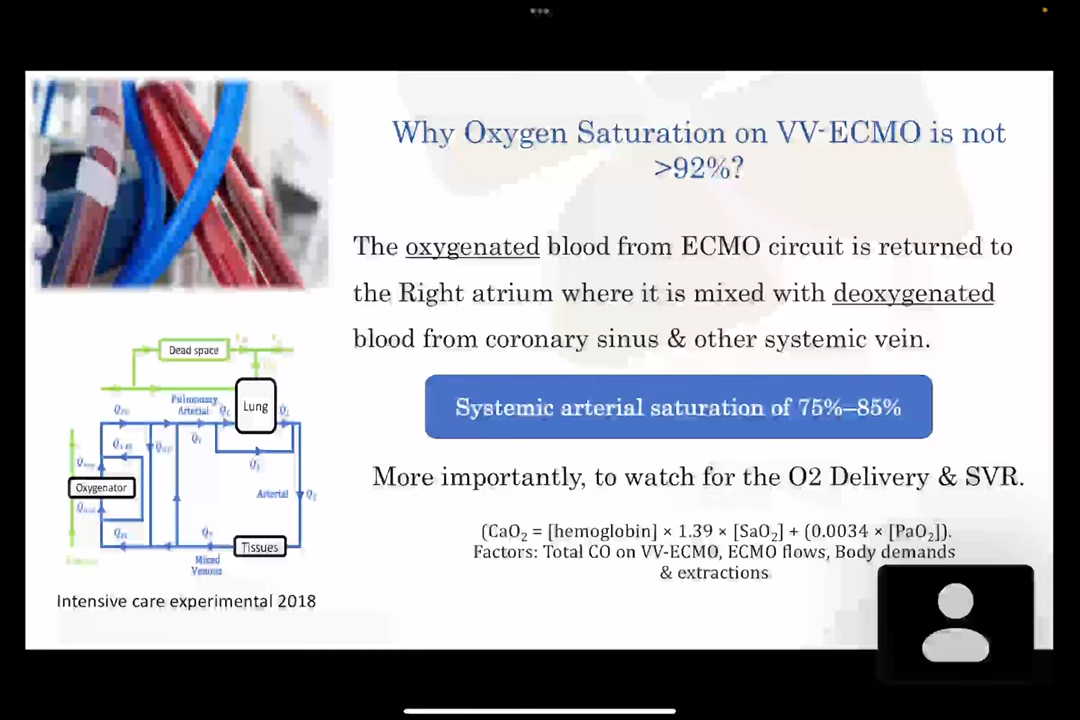 Why Oxygen Saturation on VV-ECMO is not
>92%?
The oxygenated blood from ECMO circuit is returned to
the Right atrium where it is mixed with deoxygenated
blood from coronary sinus & other systemic vein.
Systemic arterial saturation of 75%–85%
More importantly, to watch for the O2 Delivery & SVR.
(CaO₂ = [hemoglobin] × 1.39 × [SaO₂] + (0.0034 × [PaO₂]).
Factors: Total CO on VV-ECMO, ECMO flows, Body demands
& extractions
Dead space
Pulmonary
Arterial
Lung
Oxygenator
Arterial
Tissues
Mixed
Venous
Intensive care experimental 2018